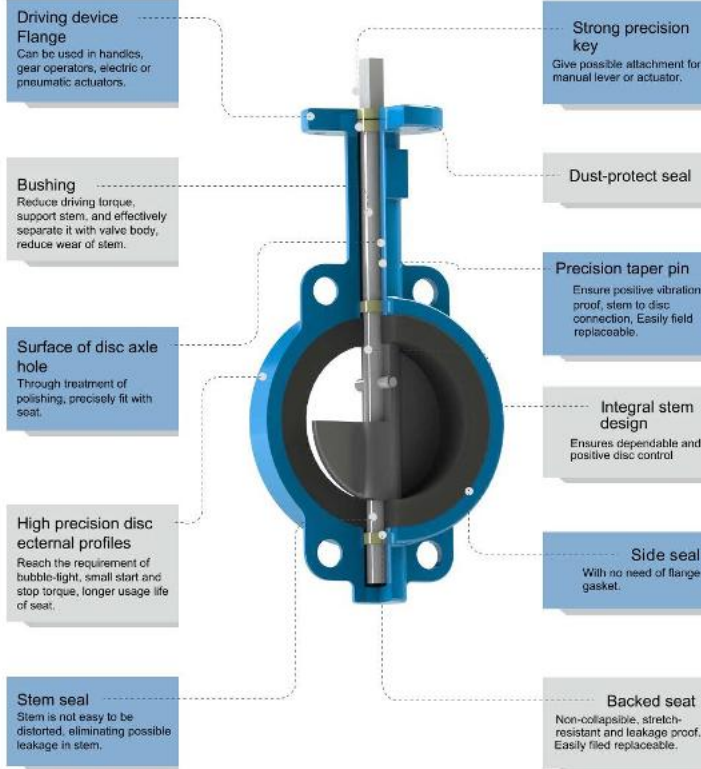 Driving device
Flange
Can be used in handles,
gear operators, electric or
pneumatic actuators.
Bushing
Reduce driving torque,
support stem, and effectively
separate it with valve body,
reduce wear of stem.
Surface of disc axle
hole
Through treatment of
polishing, precisely fit with
seat.
High precision disc
ecternal profiles
Reach the requirement of
bubble-tight, small start and
stop torque, longer usage life
of seat.
Stem seal
Stem is not easy to be
distorted, eliminating possible
leakage in stem.
Strong precision
key
Give possible attachment for
manual lever or actuator.
Dust-protect seal
Precision taper pin
Ensure positive vibration
proof, stem to disc
connection, Easily field
replaceable.
Integral stem
design
Ensures dependable and
positive disc control
Side seal
With no need of flange
gasket.
Backed seat
Non-collapsible, stretch-
resistant and leakage proof.
Easily filed replaceable.